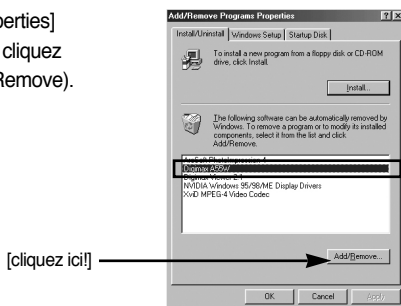 perties]
cliquez
Remove).
Add/Remove Programs Properties
Install/Uninstall Windows Setup Startup Disk
To install a new program from a floppy disk or CD-ROM
drive, click Install.
Install...
The following software can be automatically removed by
Windows. To remove a program or to modify its installed
components, select it from the list and click
Add/Remove.
ArcSoft PhotoImpression 4
Digimax A55W
Digimax Viewer 2.1
NVIDIA Windows 95/98/ME Display Drivers
XviD MPEG-4 Video Codec
[cliquez ici!]
Add/Remove...
OK Cancel Apply